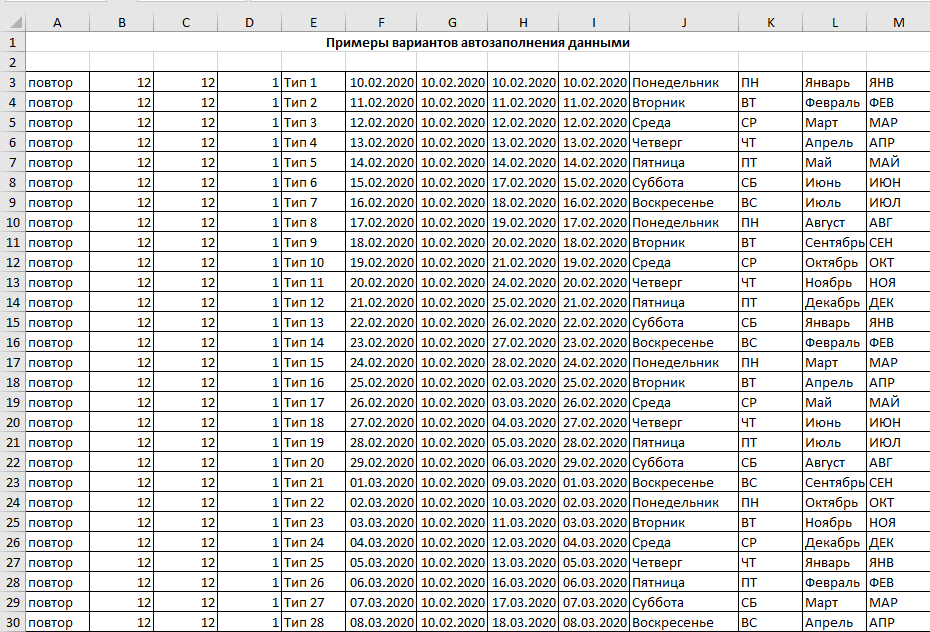 A B C D E F G H I J K L M
1 Примеры вариантов автозаполнения данными
2
3 повтор 12 12 1 Тип 1 10.02.2020 10.02.2020 10.02.2020 10.02.2020 Понедельник ПН Январь ЯНВ
4 повтор 12 12 1 Тип 2 11.02.2020 10.02.2020 11.02.2020 11.02.2020 Вторник ВТ Февраль ФЕВ
5 повтор 12 12 1 Тип 3 12.02.2020 10.02.2020 12.02.2020 12.02.2020 Среда СР Март МАР
6 повтор 12 12 1 Тип 4 13.02.2020 10.02.2020 13.02.2020 13.02.2020 Четверг ЧТ Апрель АПР
7 повтор 12 12 1 Тип 5 14.02.2020 10.02.2020 14.02.2020 14.02.2020 Пятница ПТ Май МАЙ
8 повтор 12 12 1 Тип 6 15.02.2020 10.02.2020 17.02.2020 15.02.2020 Суббота СБ Июнь ИЮН
9 повтор 12 12 1 Тип 7 16.02.2020 10.02.2020 18.02.2020 16.02.2020 Воскресенье ВС Июль ИЮЛ
10 повтор 12 12 1 Тип 8 17.02.2020 10.02.2020 19.02.2020 17.02.2020 Понедельник ПН Август АВГ
11 повтор 12 12 1 Тип 9 18.02.2020 10.02.2020 20.02.2020 18.02.2020 Вторник ВТ Сентябрь СЕН
12 повтор 12 12 1 Тип 10 19.02.2020 10.02.2020 21.02.2020 19.02.2020 Среда СР Октябрь ОКТ
13 повтор 12 12 1 Тип 11 20.02.2020 10.02.2020 24.02.2020 20.02.2020 Четверг ЧТ Ноябрь НОЯ
14 повтор 12 12 1 Тип 12 21.02.2020 10.02.2020 25.02.2020 21.02.2020 Пятница ПТ Декабрь ДЕК
15 повтор 12 12 1 Тип 13 22.02.2020 10.02.2020 26.02.2020 22.02.2020 Суббота СБ Январь ЯНВ
16 повтор 12 12 1 Тип 14 23.02.2020 10.02.2020 27.02.2020 23.02.2020 Воскресенье ВС Февраль ФЕВ
17 повтор 12 12 1 Тип 15 24.02.2020 10.02.2020 28.02.2020 24.02.2020 Понедельник ПН Март МАР
18 повтор 12 12 1 Тип 16 25.02.2020 10.02.2020 02.03.2020 25.02.2020 Вторник ВТ Апрель АПР
19 повтор 12 12 1 Тип 17 26.02.2020 10.02.2020 03.03.2020 26.02.2020 Среда СР Май МАЙ
20 повтор 12 12 1 Тип 18 27.02.2020 10.02.2020 04.03.2020 27.02.2020 Четверг ЧТ Июнь ИЮН
21 повтор 12 12 1 Тип 19 28.02.2020 10.02.2020 05.03.2020 28.02.2020 Пятница ПТ Июль ИЮЛ
22 повтор 12 12 1 Тип 20 29.02.2020 10.02.2020 06.03.2020 29.02.2020 Суббота СБ Август АВГ
23 повтор 12 12 1 Тип 21 01.03.2020 10.02.2020 09.03.2020 01.03.2020 Воскресенье ВС Сентябрь СЕН
24 повтор 12 12 1 Тип 22 02.03.2020 10.02.2020 10.03.2020 02.03.2020 Понедельник ПН Октябрь ОКТ
25 повтор 12 12 1 Тип 23 03.03.2020 10.02.2020 11.03.2020 03.03.2020 Вторник ВТ Ноябрь НОЯ
26 повтор 12 12 1 Тип 24 04.03.2020 10.02.2020 12.03.2020 04.03.2020 Среда СР Декабрь ДЕК
27 повтор 12 12 1 Тип 25 05.03.2020 10.02.2020 13.03.2020 05.03.2020 Четверг ЧТ Январь ЯНВ
28 повтор 12 12 1 Тип 26 06.03.2020 10.02.2020 16.03.2020 06.03.2020 Пятница ПТ Февраль ФЕВ
29 повтор 12 12 1 Тип 27 07.03.2020 10.02.2020 17.03.2020 07.03.2020 Суббота СБ Март МАР
30 повтор 12 12 1 Тип 28 08.03.2020 10.02.2020 18.03.2020 08.03.2020 Воскресенье ВС Апрель АПР